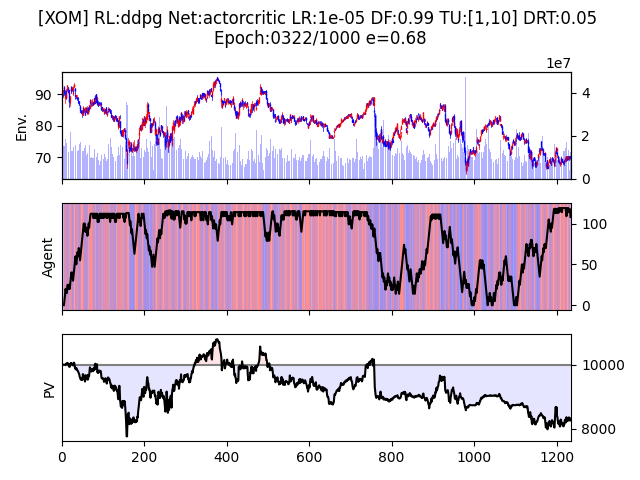 [XOM] RL:ddpg Net:actorcritic LR:1e-05 DF:0.99 TU:[1,10] DRT:0.05
Epoch:0322/1000 e=0.68
1e7
Env.
90
80
70
4
2
0
Agent
100
50
0
PV
10000
8000
0 200 400 600 800 1000 1200